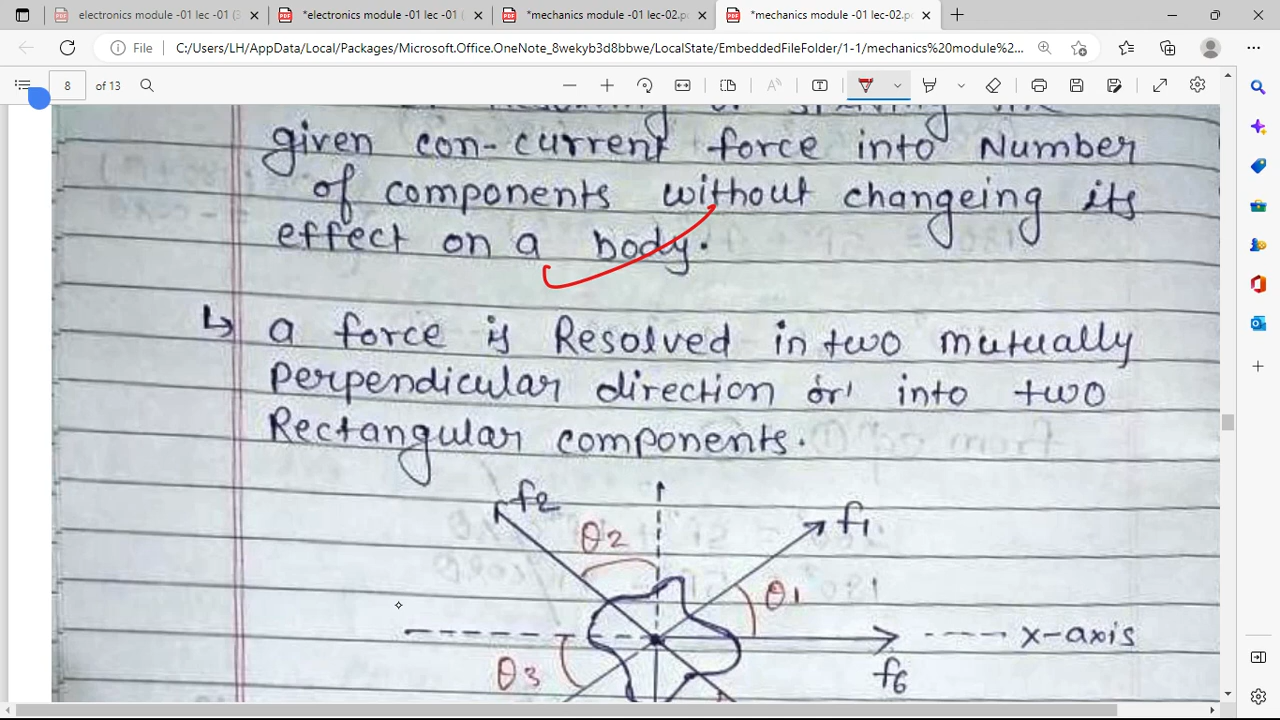 electronics module -01 lec -01 (
*electronics module -01 lec -01 (
*mechanics module -01 lec-02.p
*mechanics module -01 lec-02.p
File
C:/Users/LH/AppData/Local/Packages/Microsoft.Office.OneNote_8wekyb3d8bbwe/LocalState/EmbeddedFileFolder/1-1/mechanics%20module%2...
8 of 13
given con-current force into Number
of components without changeing its
effect on a body.
↳ a force is Resolved in two mutually
Perpendicular direction or into two
Rectangular components.
f2
f1
θ2
θ1
x-axis
θ3
f6